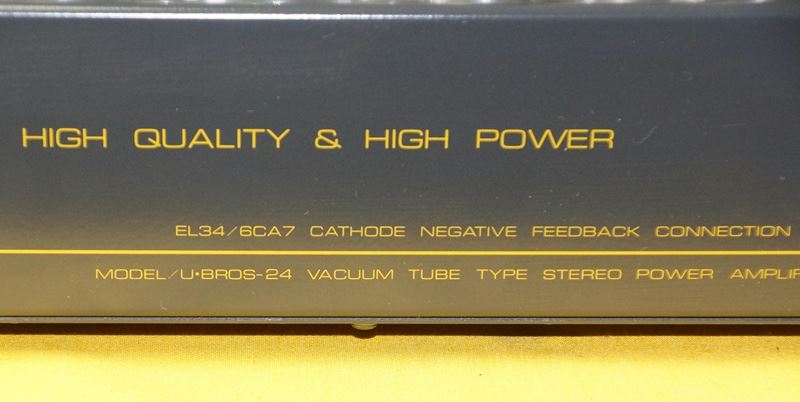 HIGH QUALITY & HIGH POWER
EL34/6CA7 CATHODE NEGATIVE FEEDBACK CONNECTION
MODEL/U•BROS-24 VACUUM TUBE TYPE STEREO POWER